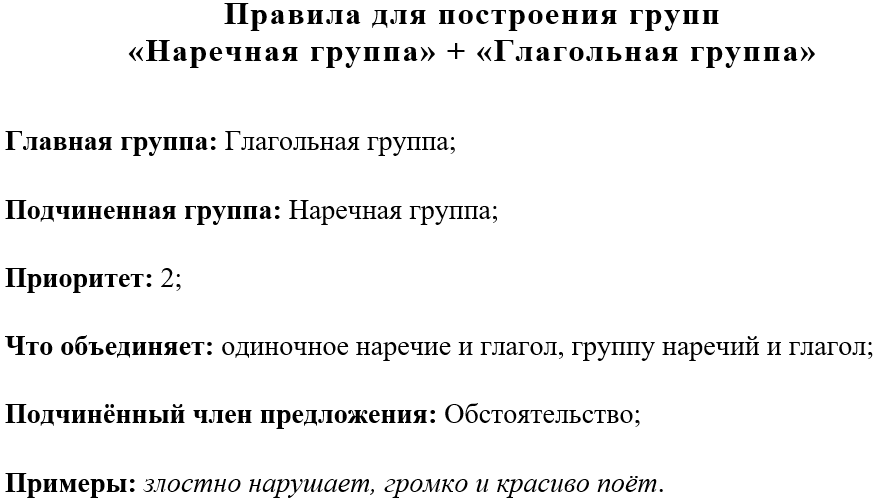 Правила для построения групп
«Наречная группа» + «Глагольная группа»
Главная группа: Глагольная группа;
Подчиненная группа: Наречная группа;
Приоритет: 2;
Что объединяет: одиночное наречие и глагол, группу наречий и глагол;
Подчинённый член предложения: Обстоятельство;
Примеры: злостно нарушает, громко и красиво поёт.